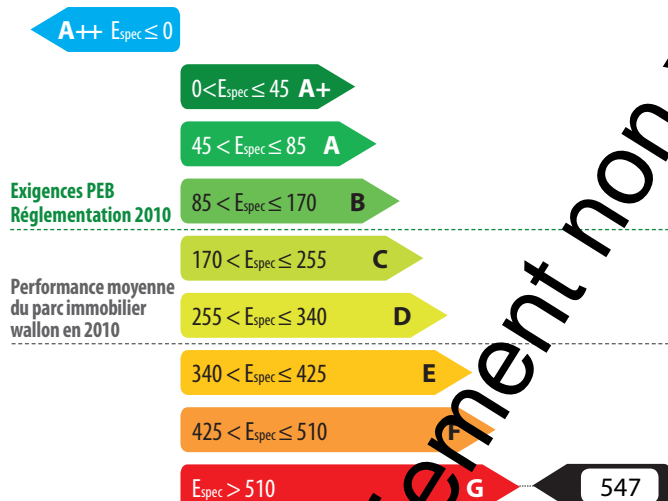 A++ Espec ≤ 0
0 < Espec ≤ 45 A+
45 < Espec ≤ 85 A
Exigences PEB
Réglementation 2010
85 < Espec ≤ 170 B
170 < Espec ≤ 255 C
Performance moyenne
du parc immobilier
wallon en 2010
255 < Espec ≤ 340 D
340 < Espec ≤ 425 E
425 < Espec ≤ 510 F
Espec > 510 G
547
ement non